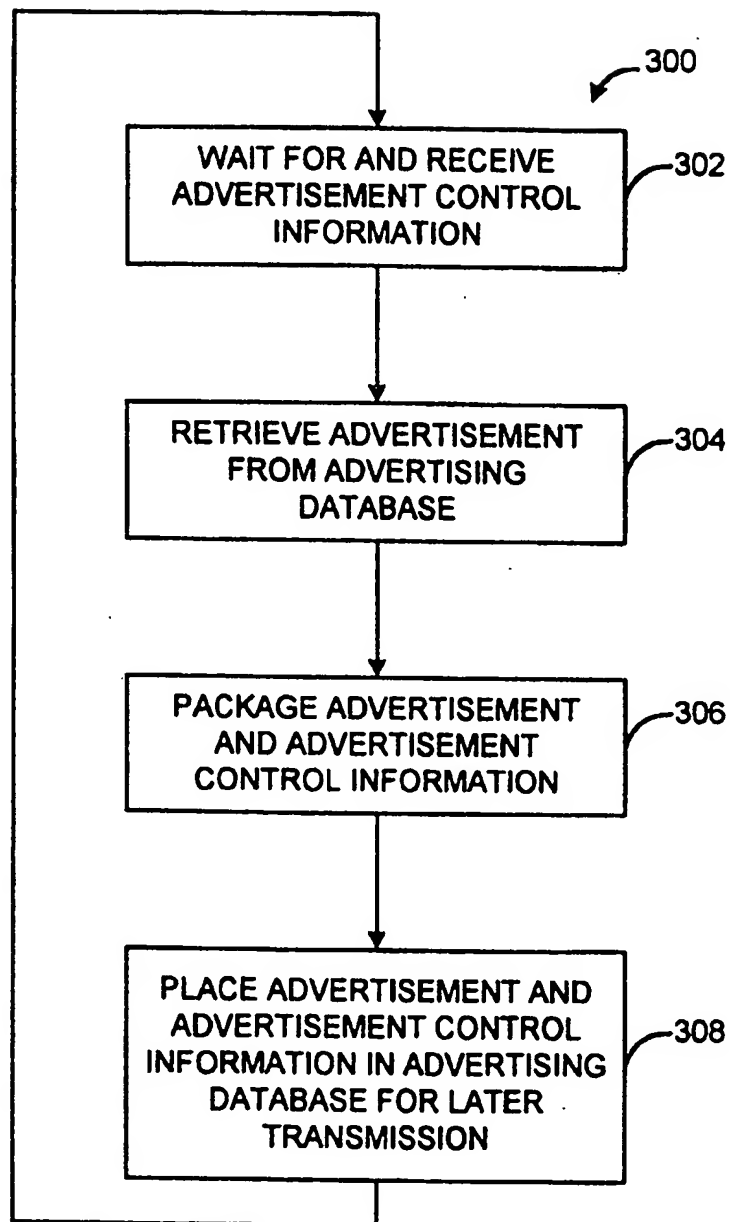 300
WAIT FOR AND RECEIVE
ADVERTISEMENT CONTROL
INFORMATION
302
RETRIEVE ADVERTISEMENT
FROM ADVERTISING
DATABASE
304
PACKAGE ADVERTISEMENT
AND ADVERTISEMENT
CONTROL INFORMATION
306
PLACE ADVERTISEMENT AND
ADVERTISEMENT CONTROL
INFORMATION IN ADVERTISING
DATABASE FOR LATER
TRANSMISSION
308